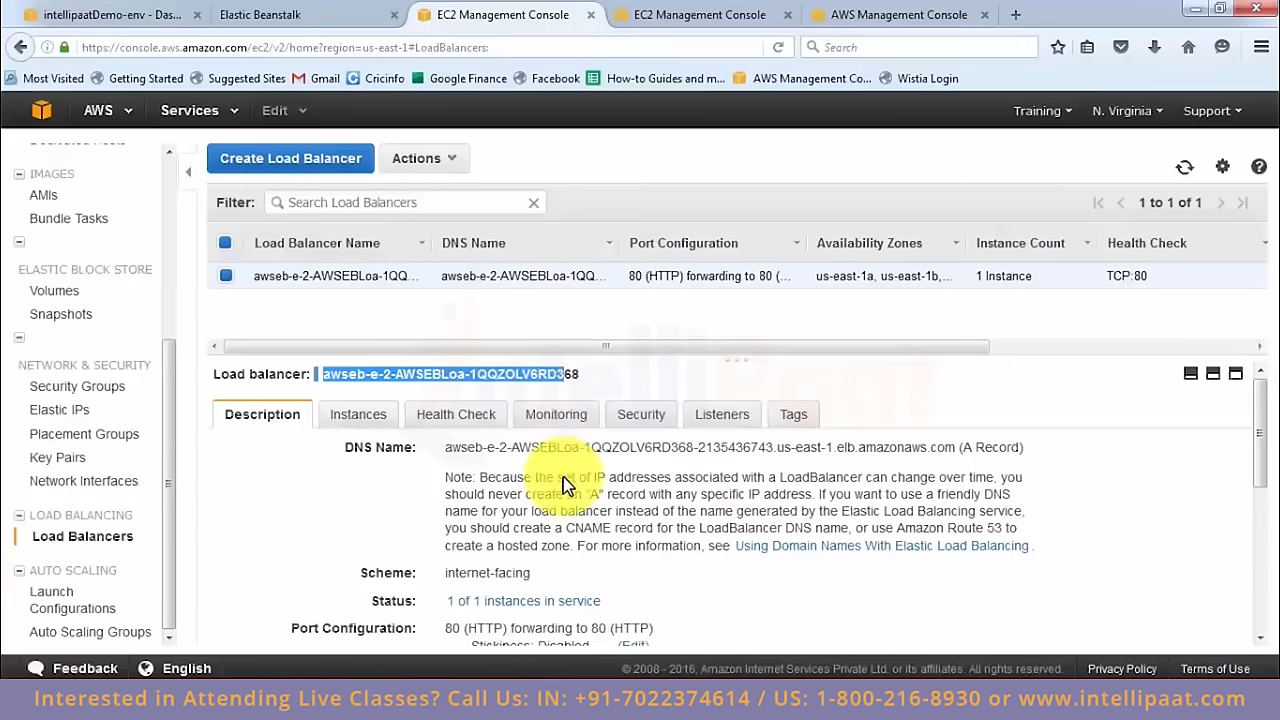 intellipaatDemo-env - Das... × Elastic Beanstalk × EC2 Management Console × EC2 Management Console × AWS Management Console × +
https://console.aws.amazon.com/ec2/v2/home?region=us-east-1#LoadBalancers: Search
Most Visited Getting Started Suggested Sites Gmail Cricinfo Google Finance Facebook How-to Guides and m... AWS Management Co... Wistia Login
AWS Services Edit Training N. Virginia Support
IMAGES
AMIs
Bundle Tasks
ELASTIC BLOCK STORE
Volumes
Snapshots
NETWORK & SECURITY
Security Groups
Elastic IPs
Placement Groups
Key Pairs
Network Interfaces
LOAD BALANCING
Load Balancers
AUTO SCALING
Launch
Configurations
Auto Scaling Groups
Create Load Balancer Actions
Filter: Search Load Balancers 1 to 1 of 1
Load Balancer Name DNS Name Port Configuration Availability Zones Instance Count Health Check
awseb-e-2-AWSEBLoa-1QQ... awseb-e-2-AWSEBLoa-1QQ... 80 (HTTP) forwarding to 80 (... us-east-1a, us-east-1b,... 1 Instance TCP:80
Load balancer: awseb-e-2-AWSEBLoa-1QQZOLV6RD368
Description Instances Health Check Monitoring Security Listeners Tags
DNS Name: awseb-e-2-AWSEBLoa-1QQZOLV6RD368-2135436743.us-east-1.elb.amazonaws.com (A Record)
Note: Because the set of IP addresses associated with a LoadBalancer can change over time, you
should never create an "A" record with any specific IP address. If you want to use a friendly DNS
name for your load balancer instead of the name generated by the Elastic Load Balancing service,
you should create a CNAME record for the LoadBalancer DNS name, or use Amazon Route 53 to
create a hosted zone. For more information, see Using Domain Names With Elastic Load Balancing .
Scheme: internet-facing
Status: 1 of 1 instances in service
Port Configuration: 80 (HTTP) forwarding to 80 (HTTP)
Stickiness: Disabled (Edit)
Feedback English © 2008 - 2016, Amazon Internet Services Private Ltd. or its affiliates. All rights reserved. Privacy Policy Terms of Use
Interested in Attending Live Classes? Call Us: IN: +91-7022374614 / US: 1-800-216-8930 or www.intellipaat.com